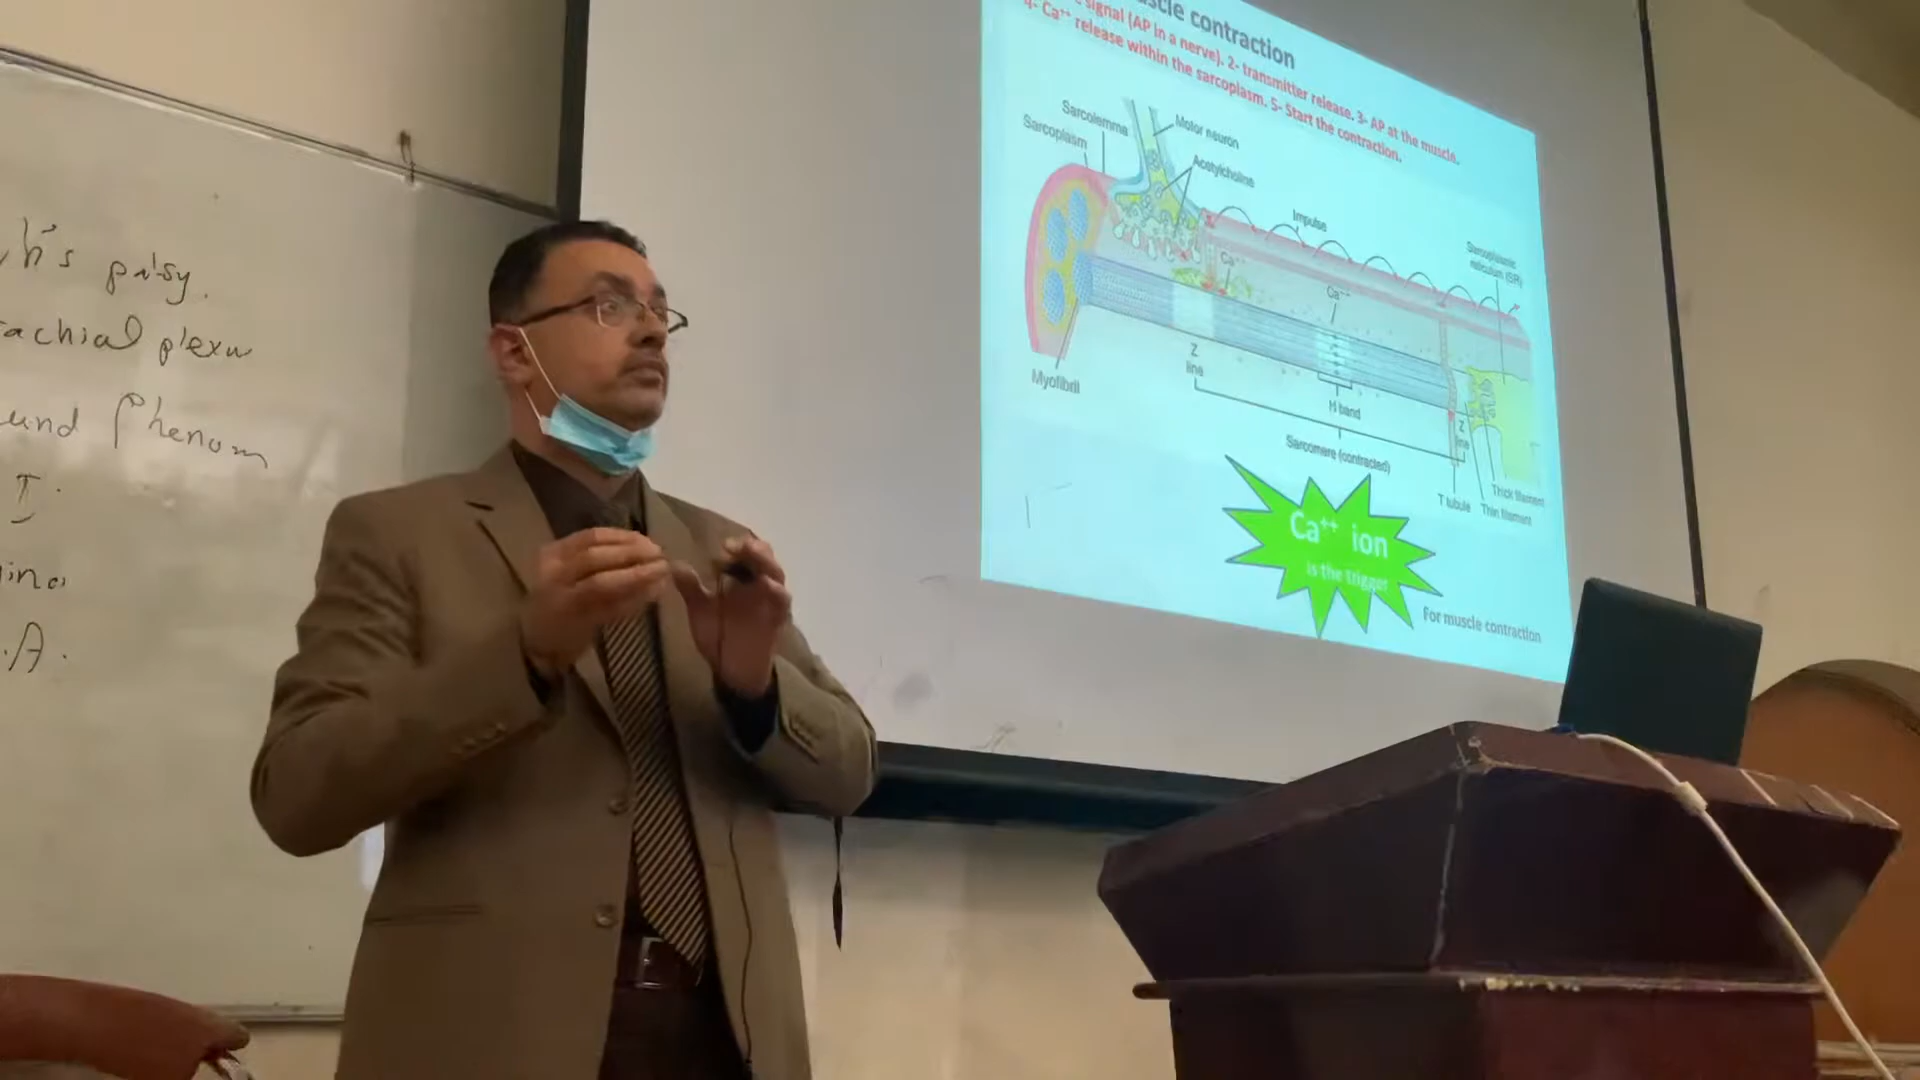 h's palsy.
achial plexu
und Phenom
I.
.A.
scle contraction
signal (AP in a nerve). 2- transmitter release. 3- AP at the muscle.
4- Ca++ release within the sarcoplasm. 5- Start the contraction.
Sarcolemma
Sarcoplasm
Motor neuron
Acetylcholine
Impulse
Sarcoplasmic
reticulum (SR)
Ca++
Ca++
Myofibril
Z
line
H band
Z
line
Sarcomere (contracted)
T tubule
Thick filament
Thin filament
Ca++ ion
is the trigger
For muscle contraction